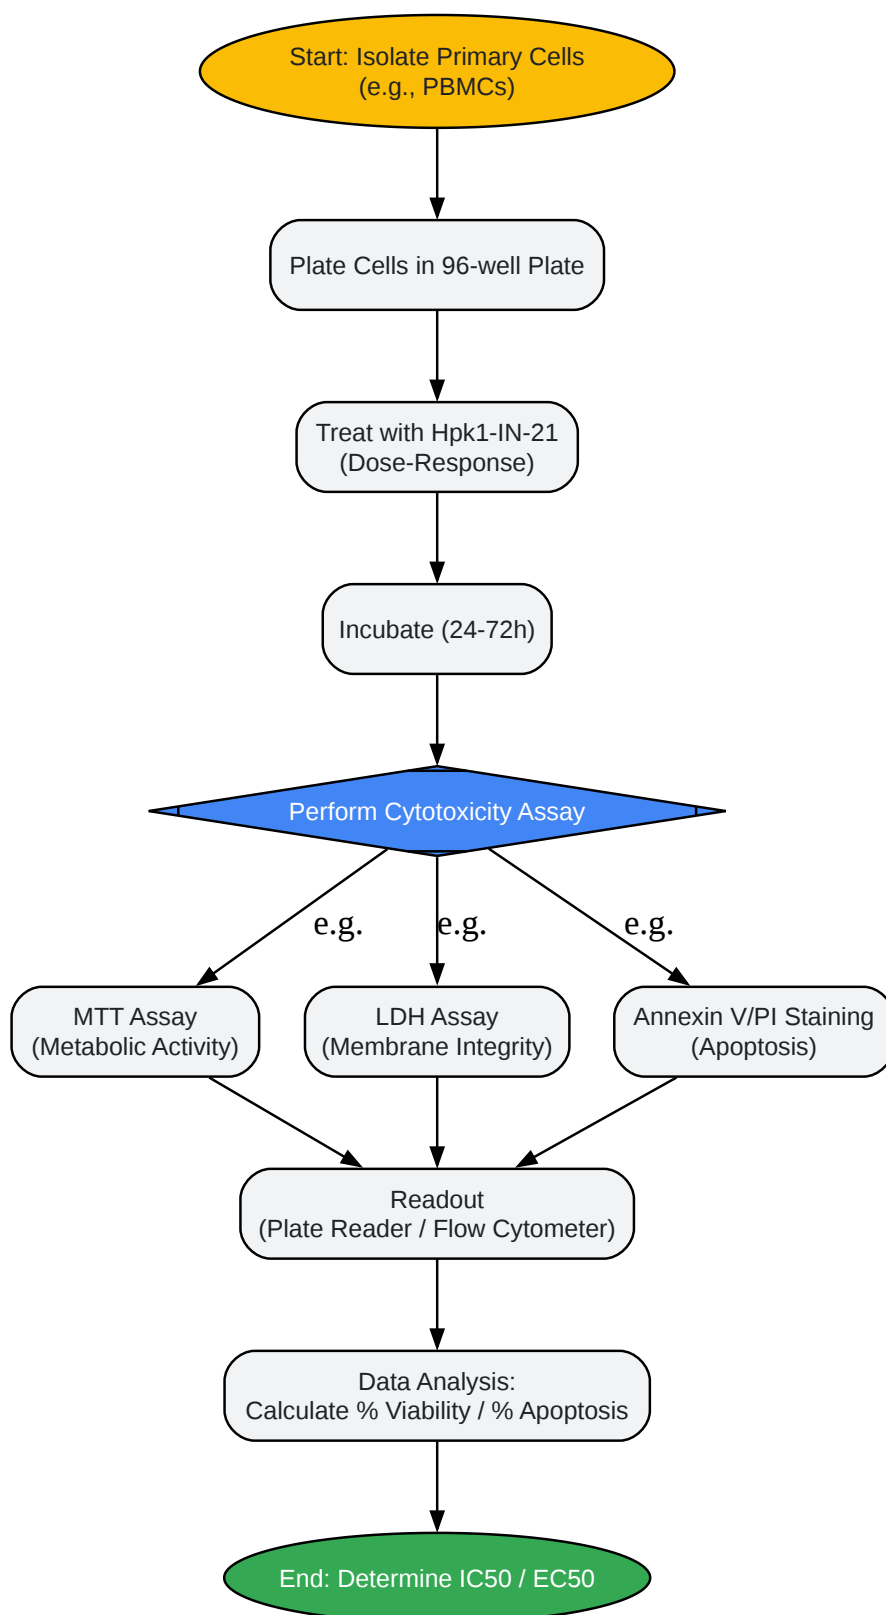 Start: Isolate Primary Cells
(e.g., PBMCs)
Plate Cells in 96-well Plate
Treat with Hpk1-IN-21
(Dose-Response)
Incubate (24-72h)
Perform Cytotoxicity Assay
e.g.
e.g.
e.g.
MTT Assay
(Metabolic Activity)
LDH Assay
(Membrane Integrity)
Annexin V/PI Staining
(Apoptosis)
Readout
(Plate Reader / Flow Cytometer)
Data Analysis:
Calculate % Viability / % Apoptosis
End: Determine IC50 / EC50